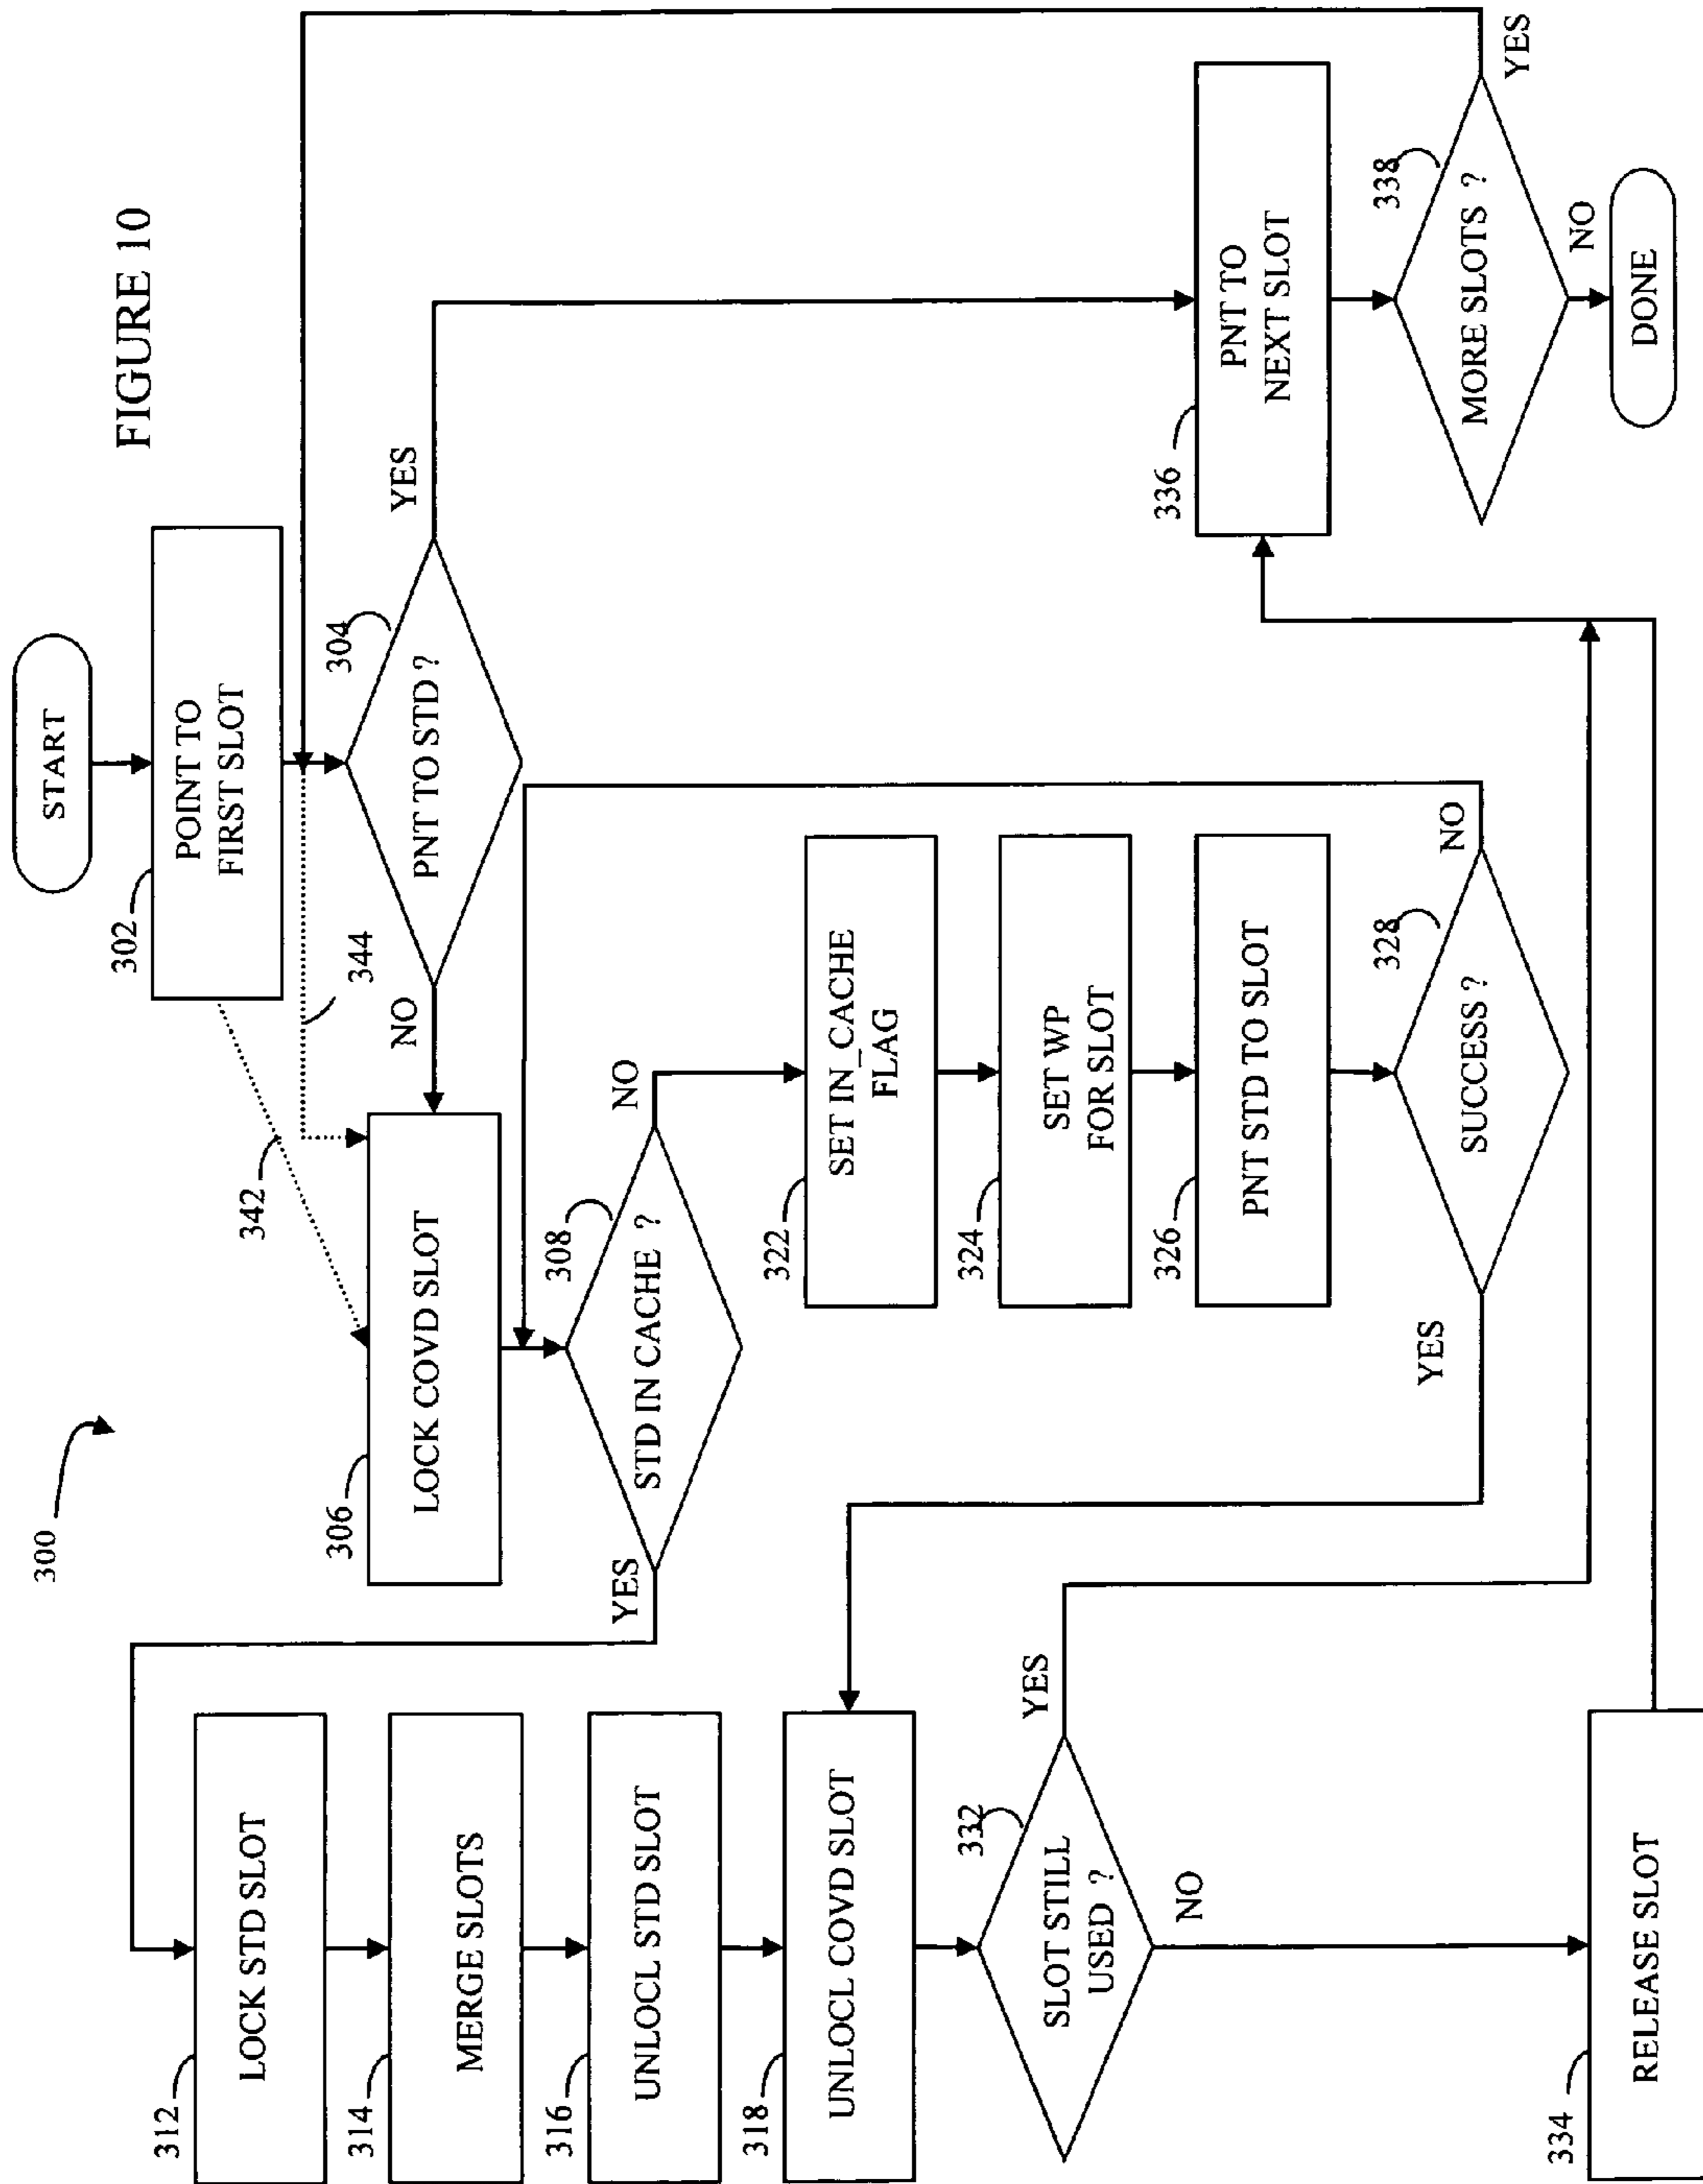 FIGURE 10
300
START
302
POINT TO
FIRST SLOT
304
PNT TO STD ?
YES
NO
342
344
306
LOCK COVD SLOT
308
STD IN CACHE ?
YES
NO
312
LOCK STD SLOT
314
MERGE SLOTS
316
UNLOCL STD SLOT
318
UNLOCL COVD SLOT
322
SET IN_CACHE
FLAG
324
SET WP
FOR SLOT
326
PNT STD TO SLOT
328
SUCCESS ?
YES
NO
332
SLOT STILL
USED ?
YES
NO
334
RELEASE SLOT
336
PNT TO
NEXT SLOT
338
MORE SLOTS ?
YES
NO
DONE